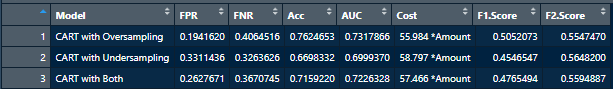 Model FPR FNR Acc AUC Cost F1.Score F2.Score
1 CART with Oversampling 0.1941620 0.4064516 0.7624653 0.7317866 55.984 *Amount 0.5052073 0.5547470
2 CART with Undersampling 0.3311436 0.3263626 0.6698332 0.6999370 58.797 *Amount 0.4546547 0.5648200
3 CART with Both 0.2627671 0.3670745 0.7159220 0.7226328 57.466 *Amount 0.4765494 0.5594887